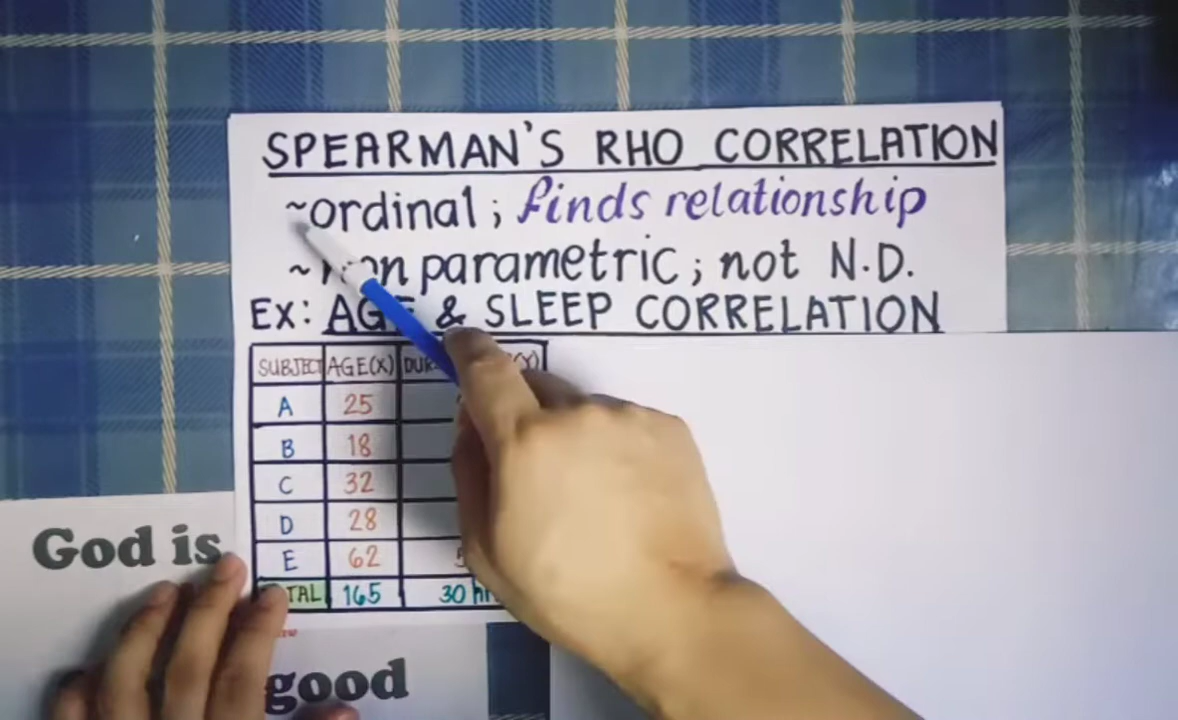 SPEARMAN'S RHO CORRELATION
~ordinal; finds relationship
~ parametric; not N.D.
Ex: AGE & SLEEP CORRELATION
SUBJECT AGE(X)
A 25
B 18
C 32
D 28
E 62
165 30
God is
good